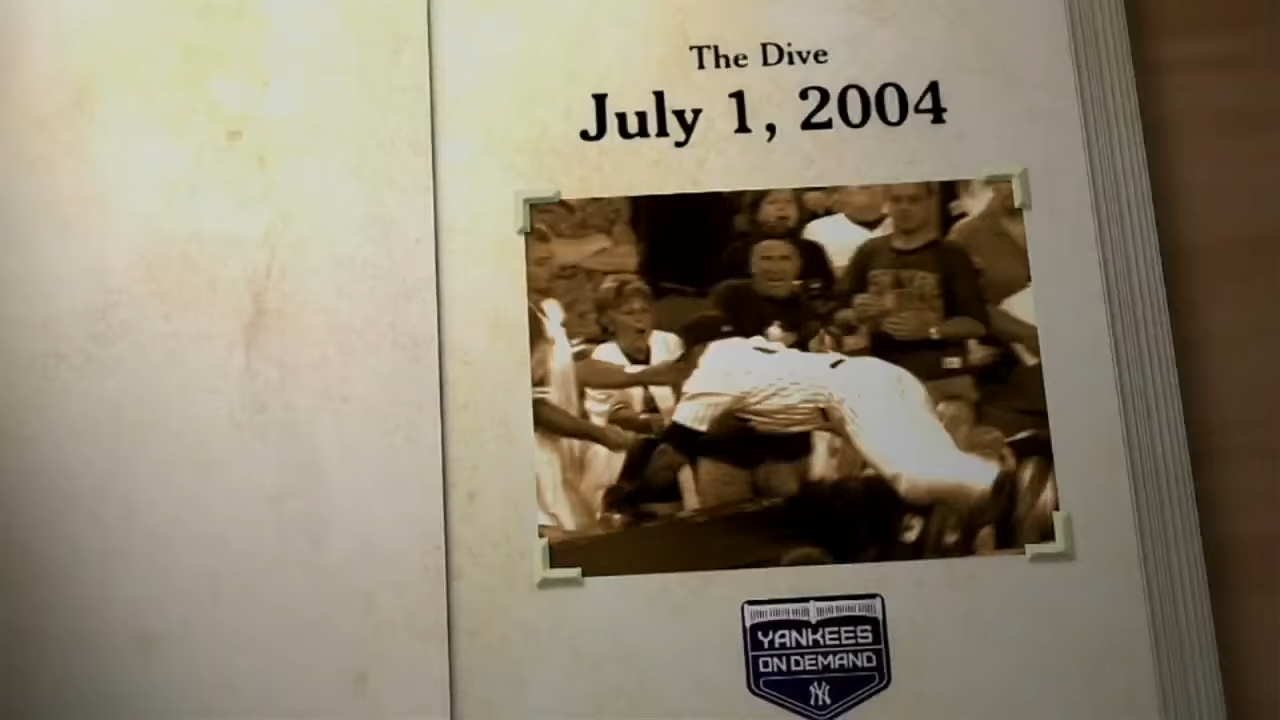 The Dive
July 1, 2004
YANKEES
ON DEMAND
NY